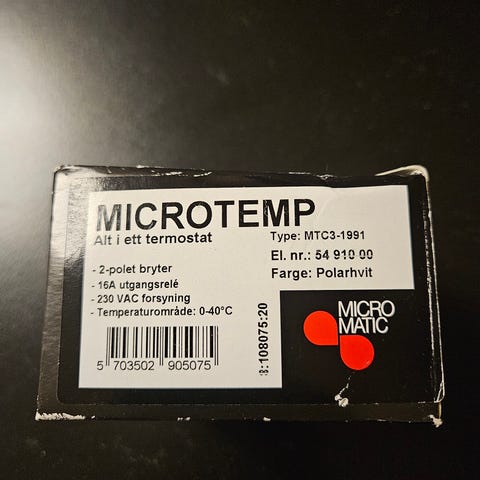 MICROTEMP
Alt i ett termostat
Type: MTC3-1991
El. nr.: 54 910 00
Farge: Polarhvit
- 2-polet bryter
- 16A utgangsrelé
- 230 VAC forsyning
- Temperaturområde: 0-40°C
5 703502 905075
:108075:20
MICRO
MATIC